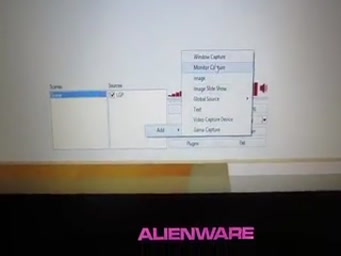 Window Capture
Monitor Capture
Image
Image Slide Show
Global Source
Text
Video Capture Device
Game Capture
Scenes
Sources
Add
Plugins
ALIENWARE